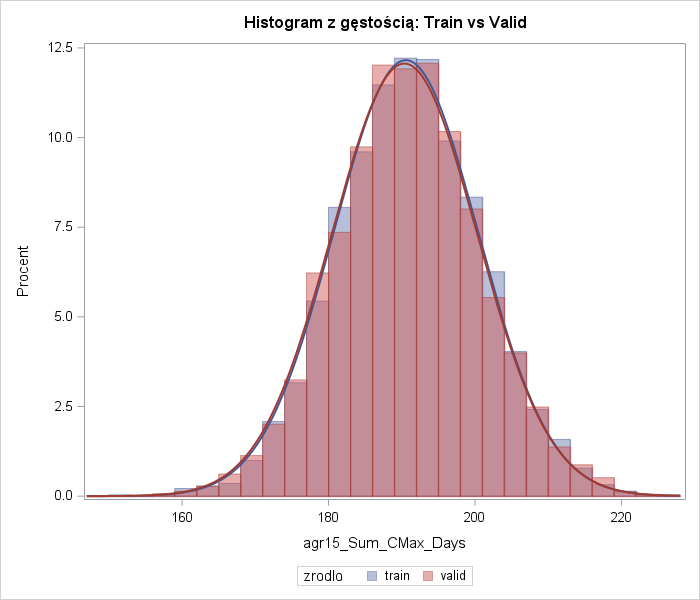 Histogram z gęstością: Train vs Valid
12.5
10.0
7.5
5.0
2.5
0.0
Procent
160
180
200
220
agr15_Sum_CMax_Days
zrodlo train valid